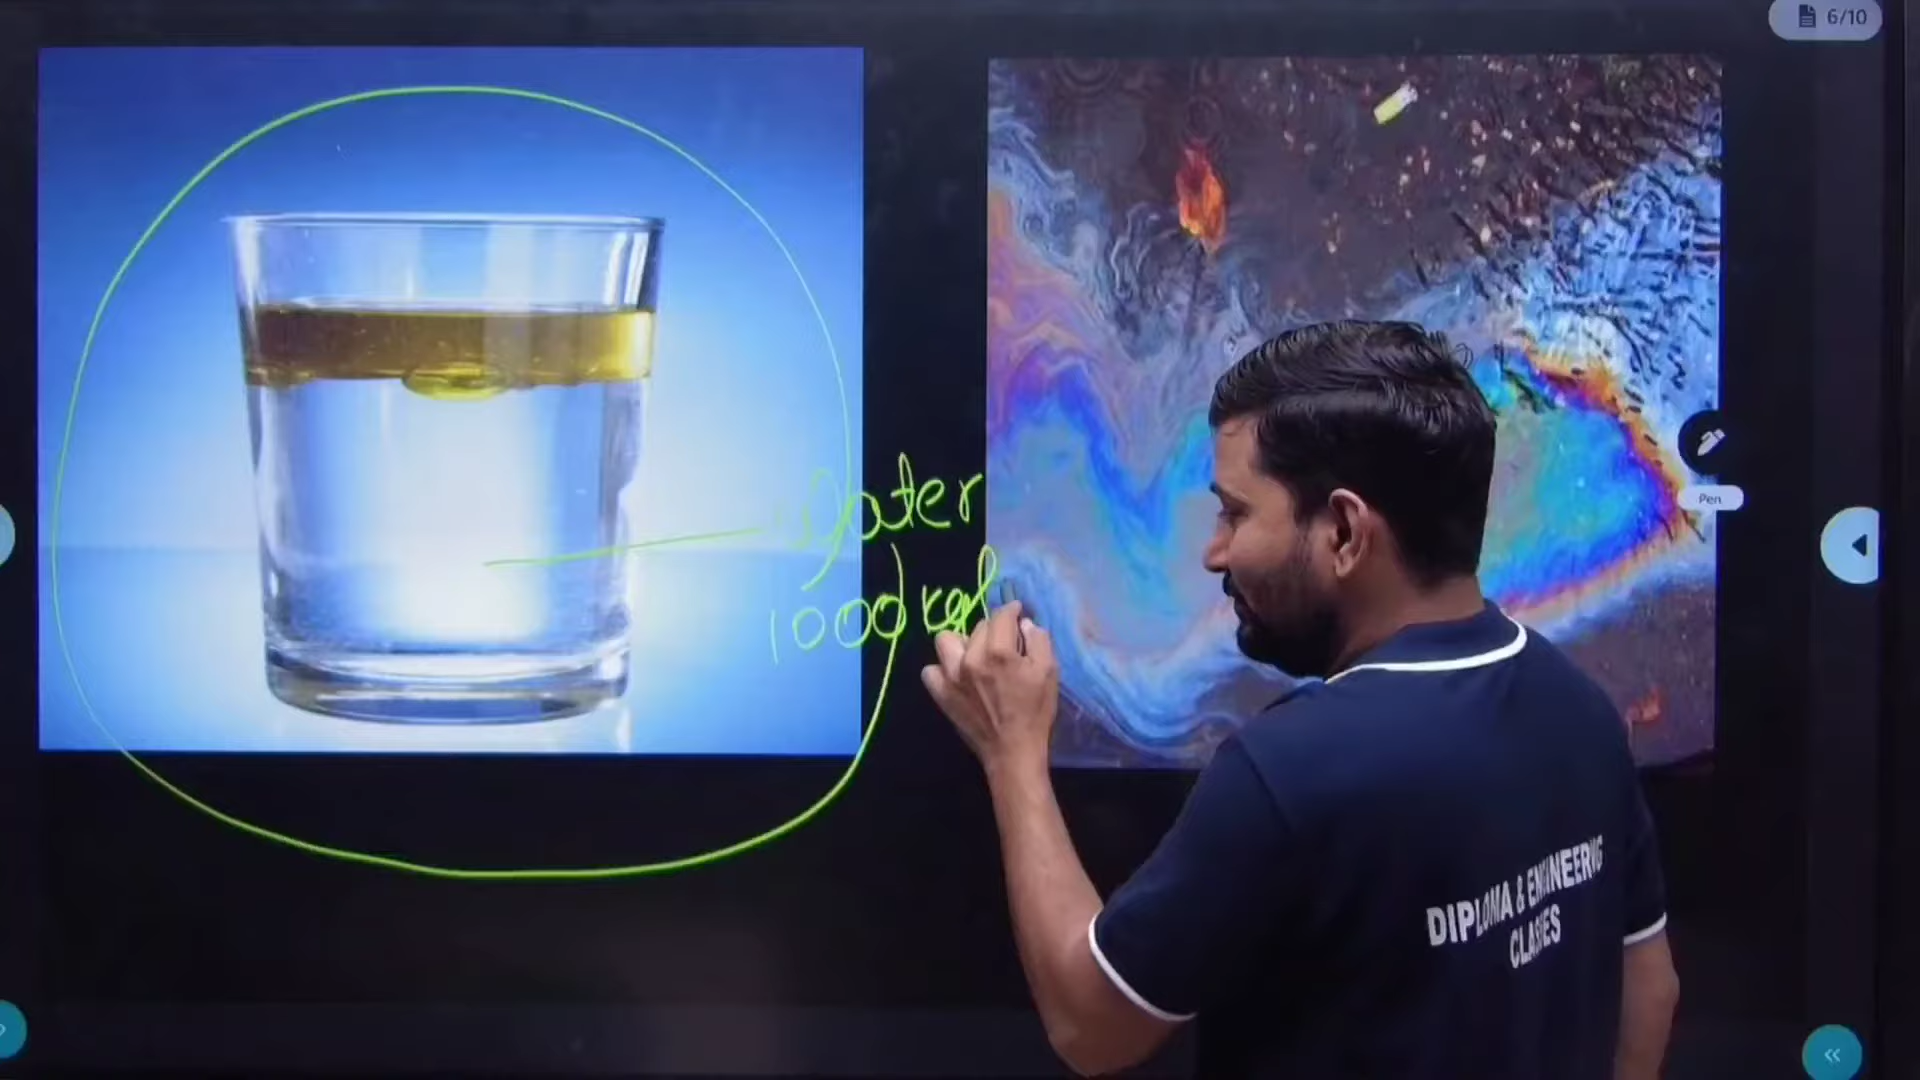 6/10
Water
1000 kg/
Pen
DIPLOMA & ENGINEERING
CLASSES